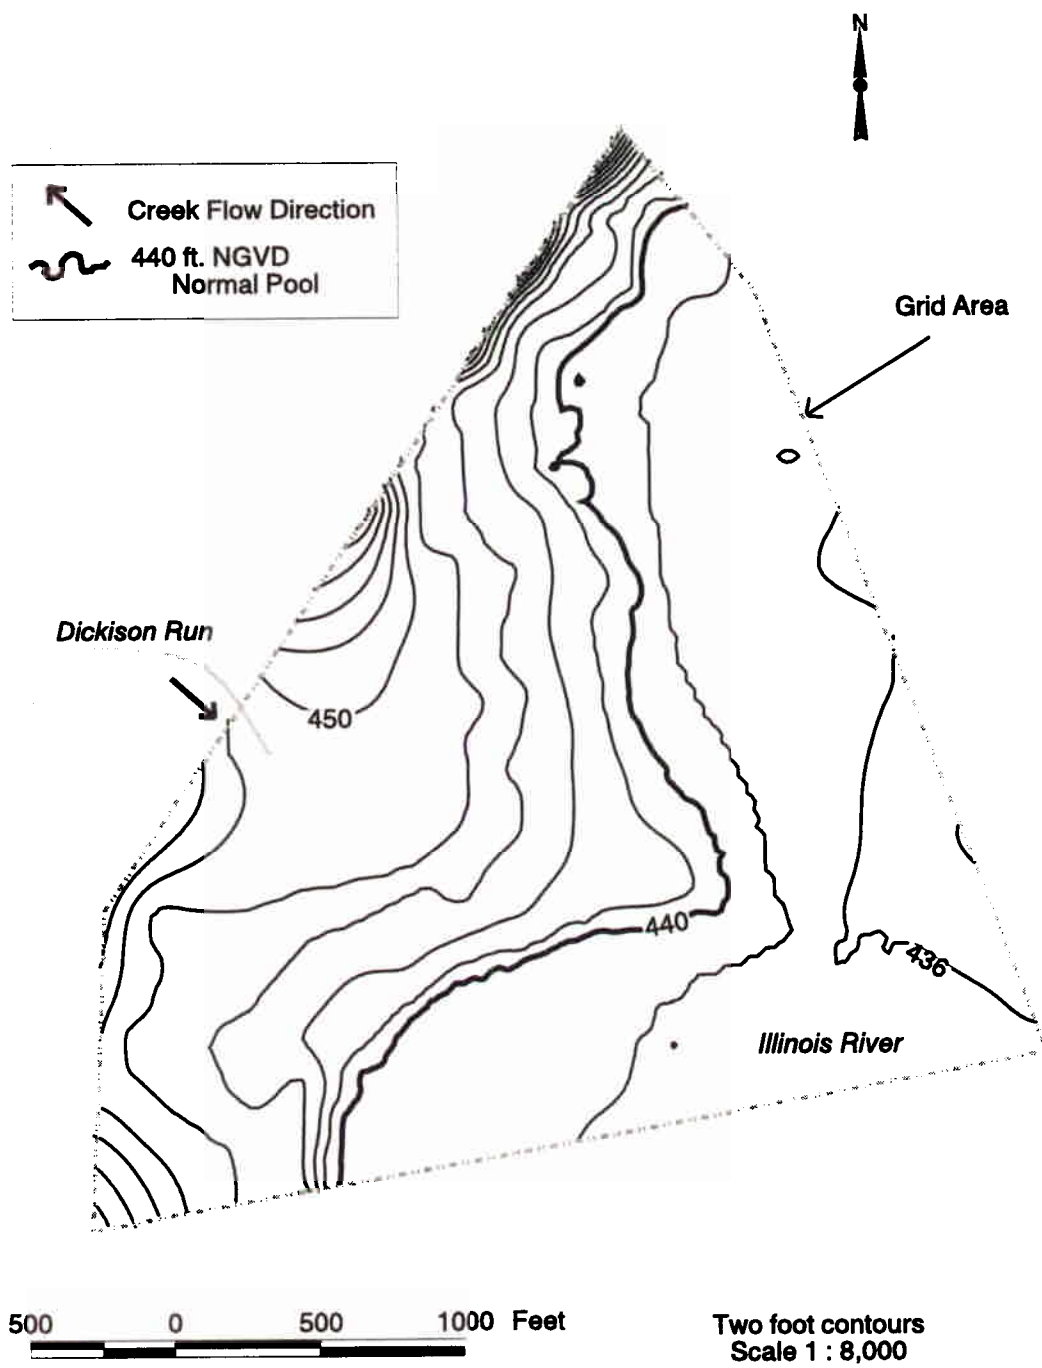 N
Creek Flow Direction
440 ft. NGVD
Normal Pool
Grid Area
Dickison Run
450
440
436
Illinois River
500 0 500 1000 Feet
Two foot contours
Scale 1 : 8,000